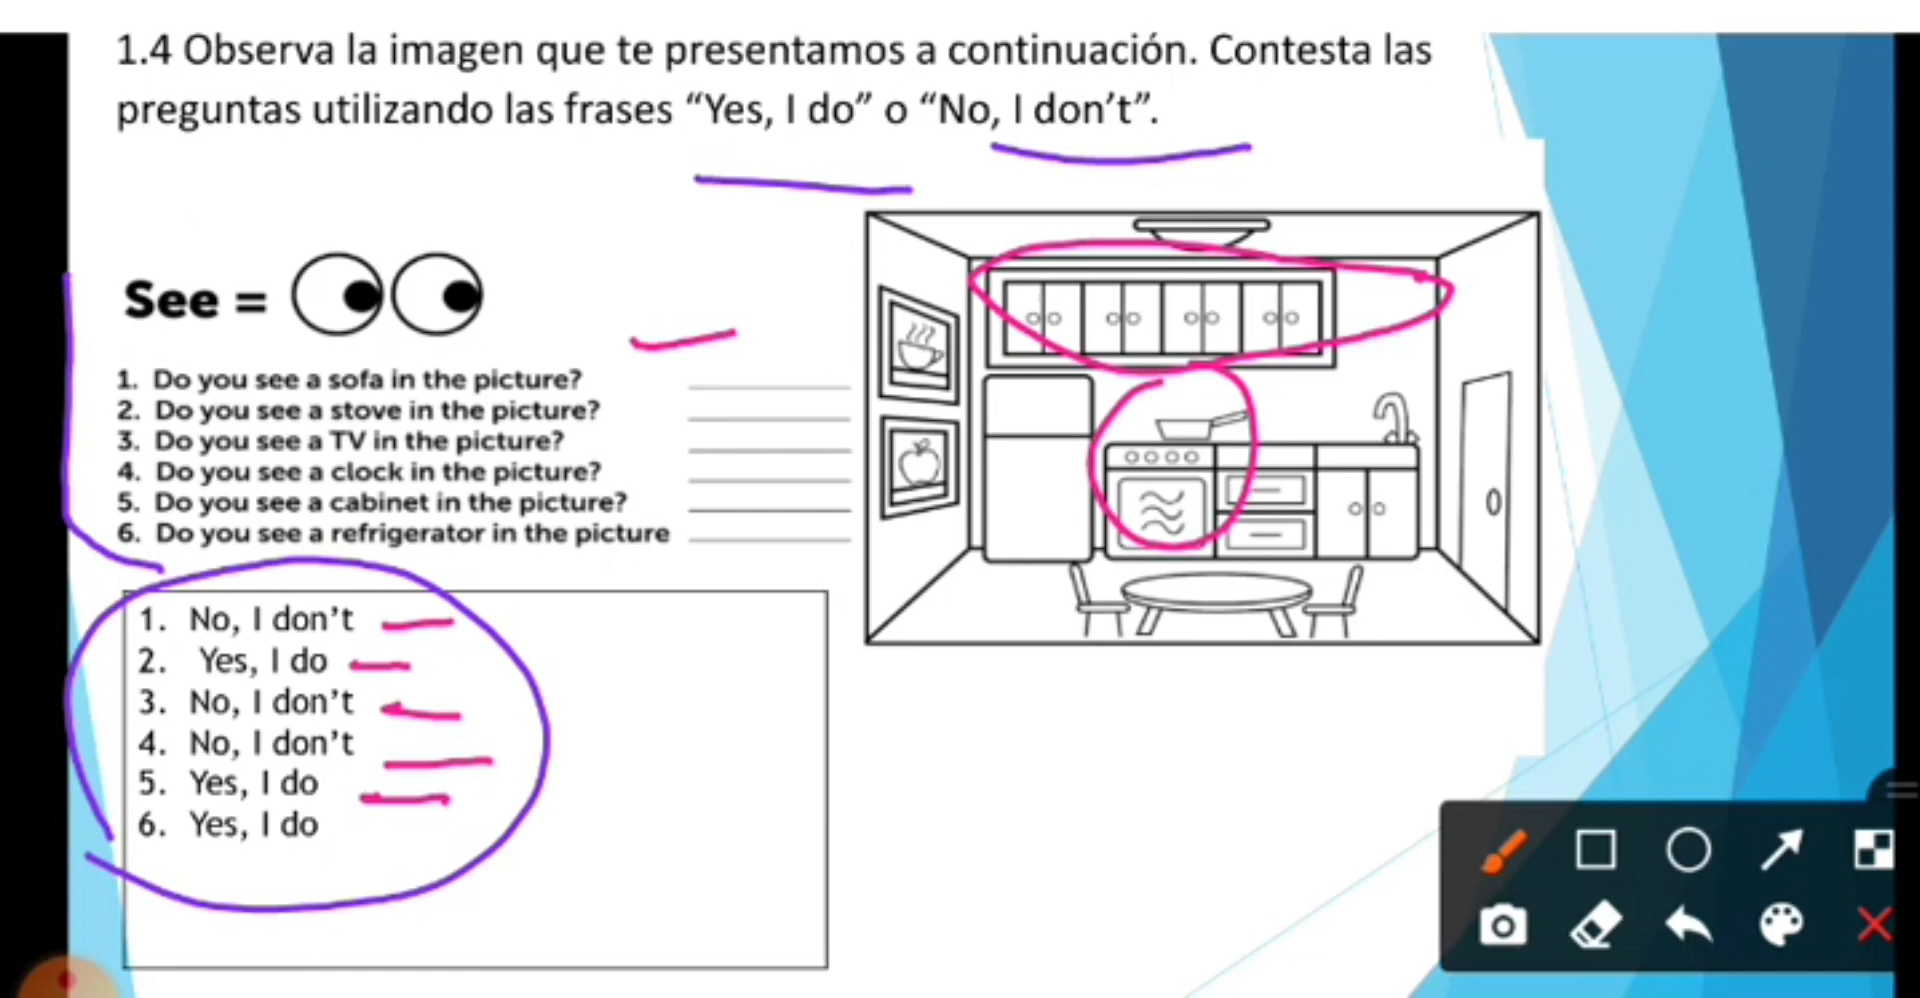 1.4 Observa la imagen que te presentamos a continuación. Contesta las
preguntas utilizando las frases “Yes, I do” o “No, I don’t”.
See =
1. Do you see a sofa in the picture?
2. Do you see a stove in the picture?
3. Do you see a TV in the picture?
4. Do you see a clock in the picture?
5. Do you see a cabinet in the picture?
6. Do you see a refrigerator in the picture
1. No, I don’t
2. Yes, I do
3. No, I don’t
4. No, I don’t
5. Yes, I do
6. Yes, I do